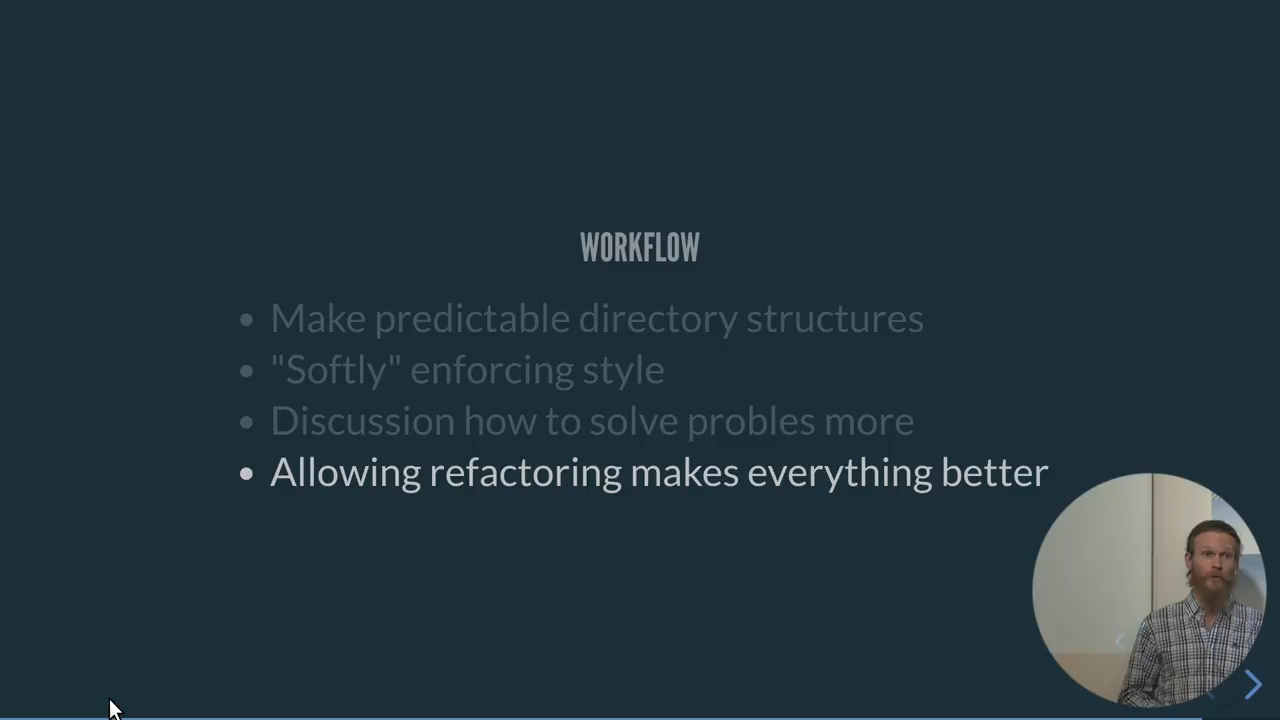 WORKFLOW
• Make predictable directory structures
• "Softly" enforcing style
• Discussion how to solve probles more
• Allowing refactoring makes everything better